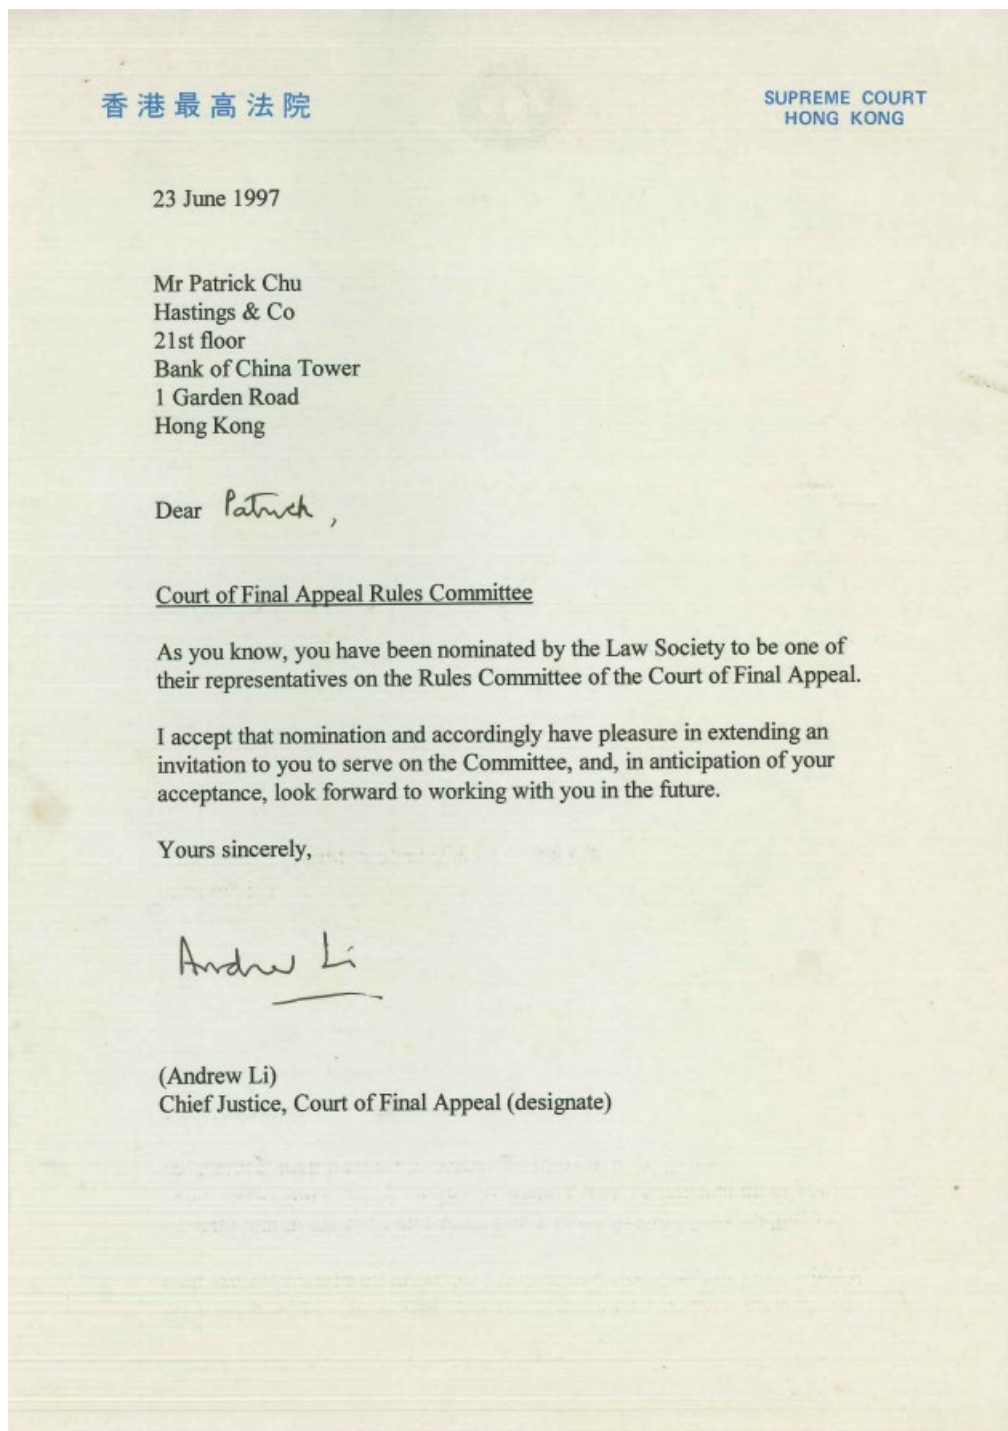 香港最高法院
SUPREME COURT
HONG KONG
23 June 1997
Mr Patrick Chu
Hastings & Co
21st floor
Bank of China Tower
1 Garden Road
Hong Kong
Dear Patrick,
Court of Final Appeal Rules Committee
As you know, you have been nominated by the Law Society to be one of
their representatives on the Rules Committee of the Court of Final Appeal.
I accept that nomination and accordingly have pleasure in extending an
invitation to you to serve on the Committee, and, in anticipation of your
acceptance, look forward to working with you in the future.
Yours sincerely,
Andrew Li
(Andrew Li)
Chief Justice, Court of Final Appeal (designate)